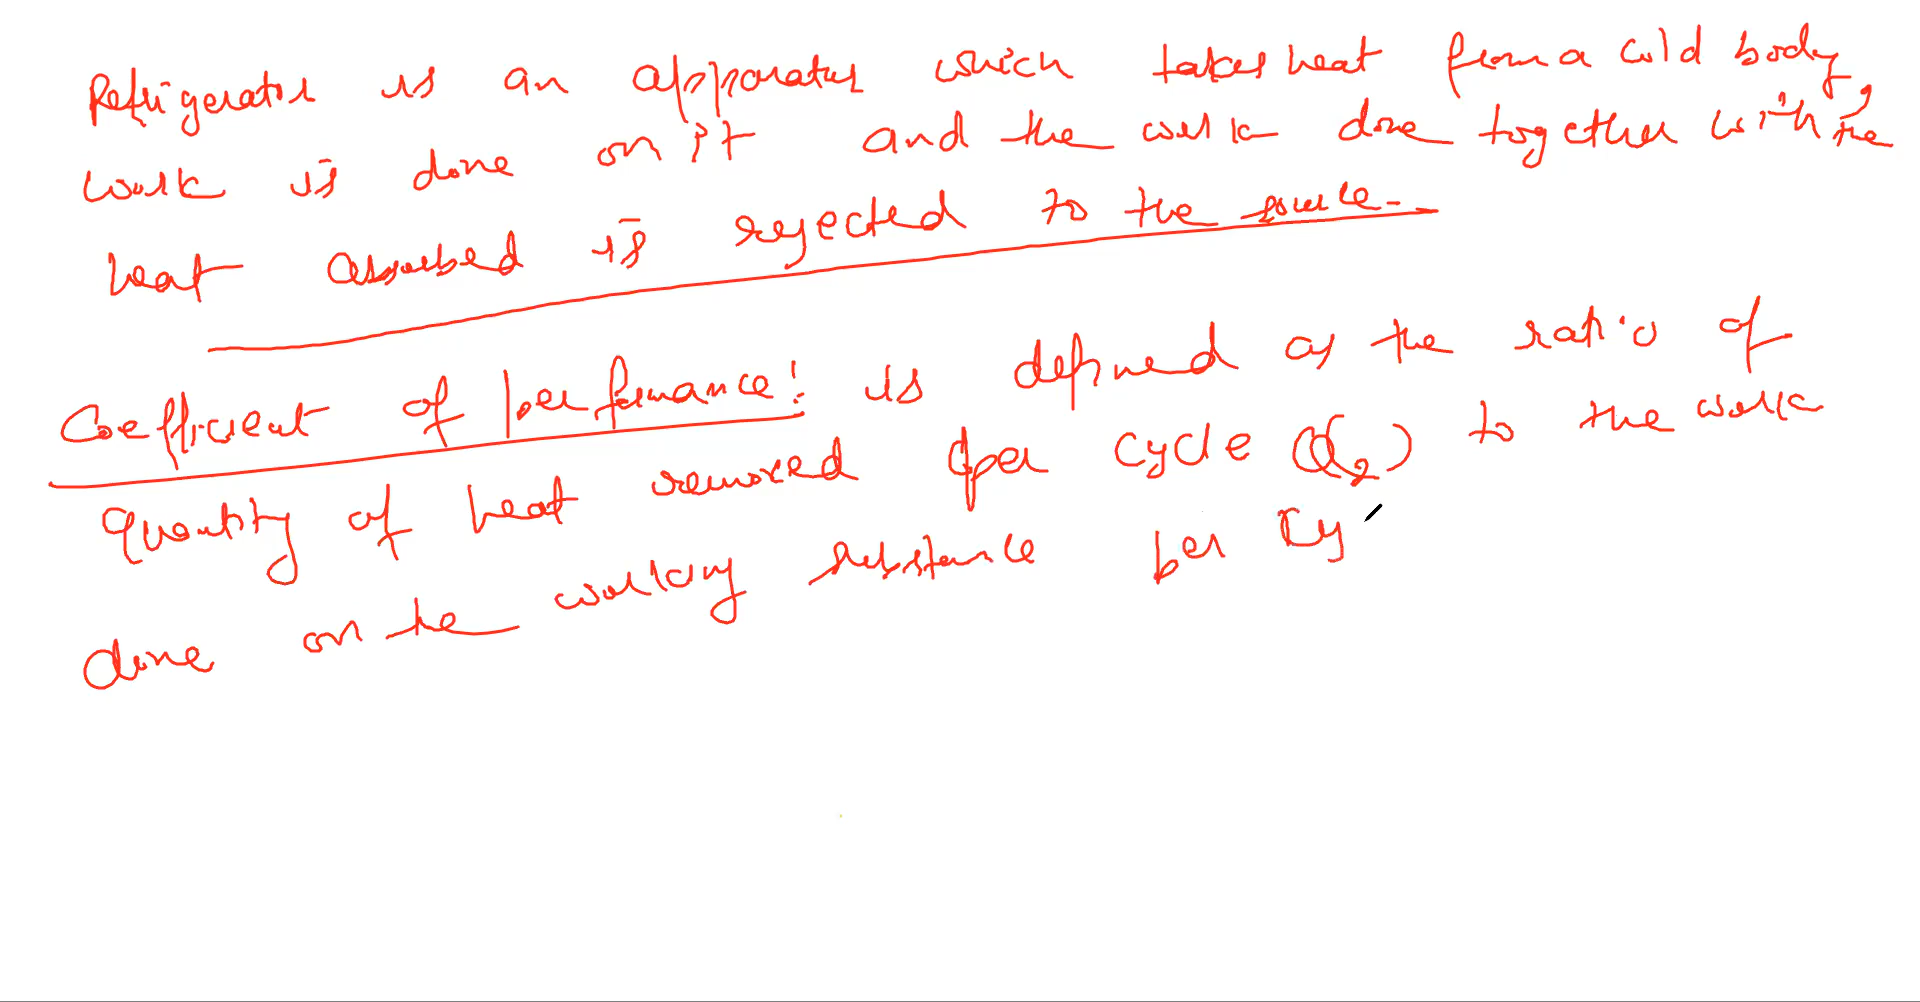 Refrigerator is an apparatus which takes heat from a cold body,
work is done on it and the work done together with the
heat absorbed is rejected to the source.
Coefficient of performance: is defined as the ratio of
quantity of heat removed per cycle (Q2) to the work
done on the working substance per Cy